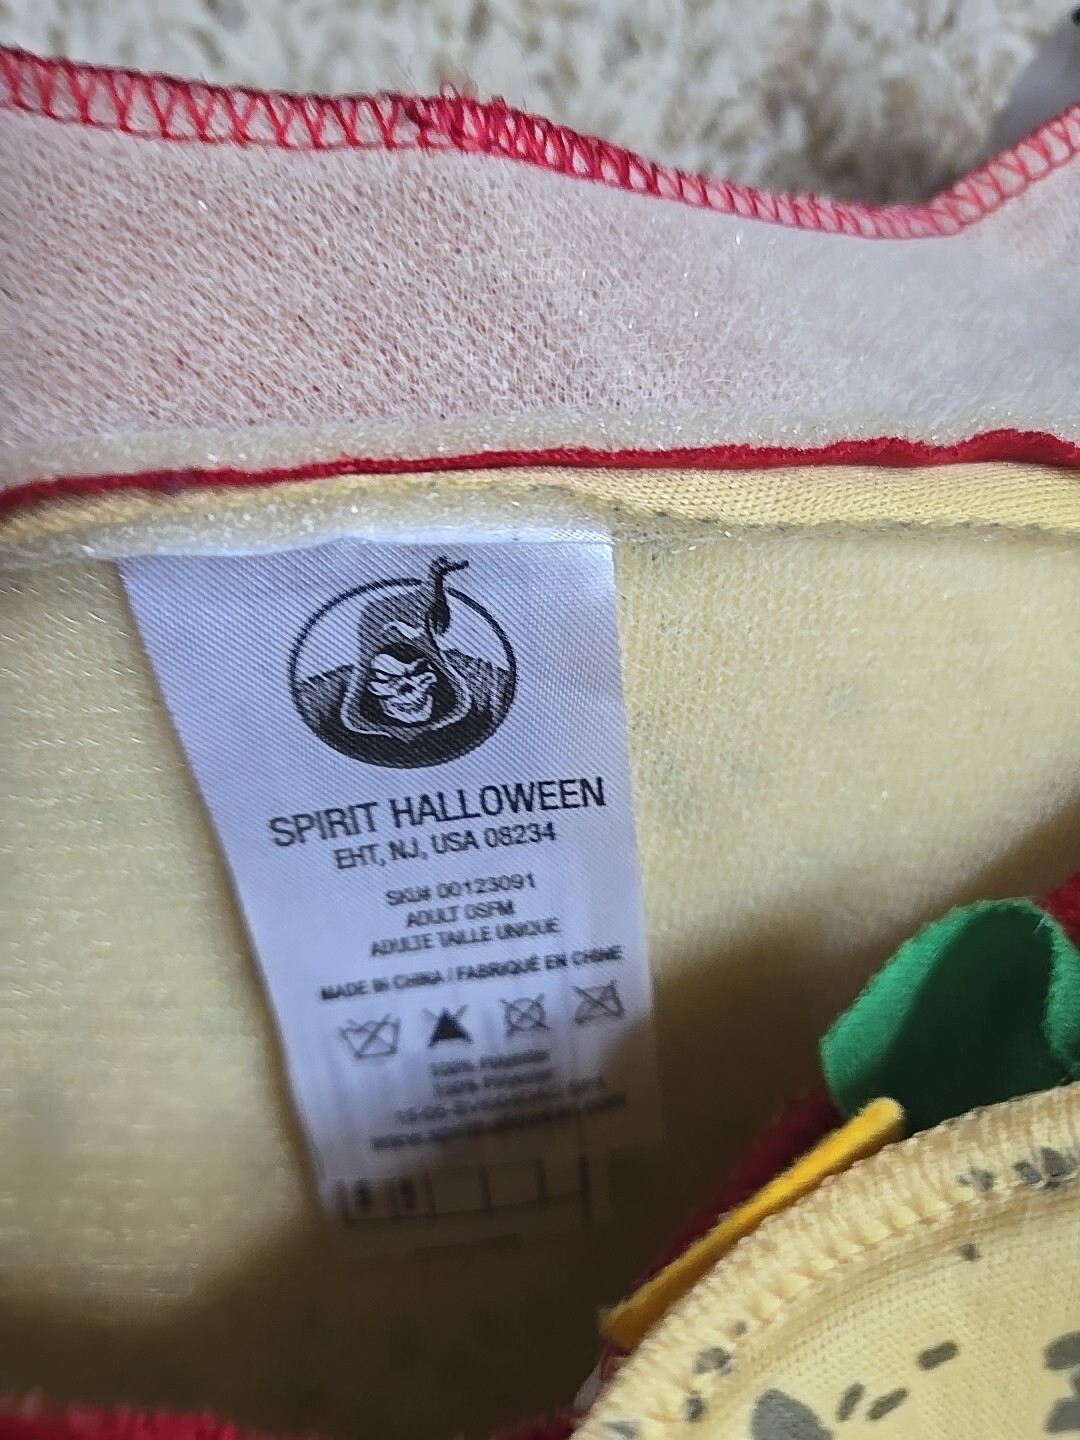 SPIRIT HALLOWEEN
EHT, NJ, USA 08234
SKU# 00123091
ADULT OSFM
ADULTE TAILLE UNIQUE
MADE IN CHINA / FABRIQUÉ EN CHINE
100% Polyester
100% Polyester